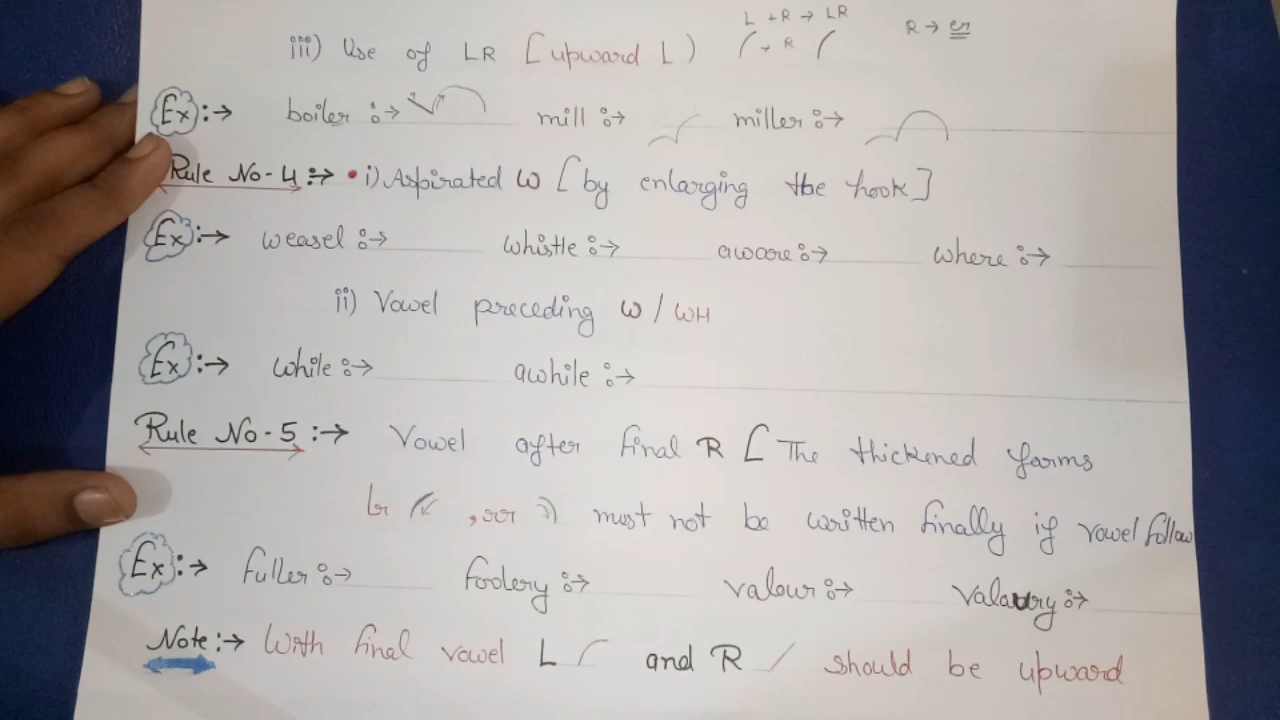 L + R → LR
R → er
iii) Use of LR [upward L)
→ R
Ex :→ boiler :→ mill :→ miller :→
Rule No-4 :→ • i) Aspirated W [by enlarging the hook]
Ex :→ weasel :→ whistle :→ aware :→ where :→
ii) Vowel preceding W / WH
Ex :→ while :→ awhile :→
Rule No-5 :→ Vowel after final R [The thickened forms
lr , rr must not be written finally if vowel follow
Ex :→ fuller :→ foolery :→ valour :→ Valaury :→
Note :→ With final vowel L and R should be upward